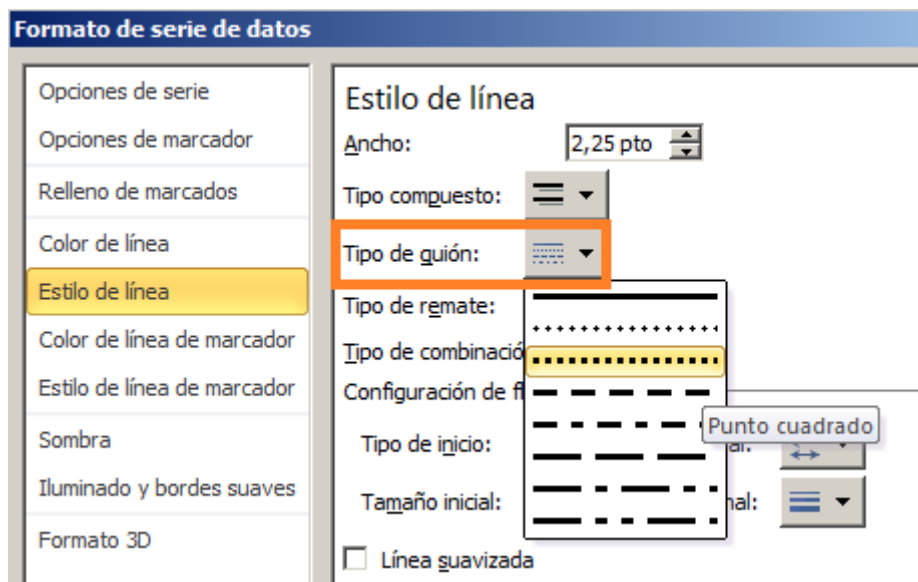 Formato de serie de datos
Opciones de serie
Opciones de marcador
Relleno de marcados
Color de línea
Estilo de línea
Color de línea de marcador
Estilo de línea de marcador
Sombra
Iluminado y bordes suaves
Formato 3D
Estilo de línea
Ancho: 2,25 pto
Tipo compuesto:
Tipo de guión:
Tipo de remate:
Tipo de combinació
Configuración de f
Punto cuadrado
Tipo de inicio: al:
Tamaño inicial: nal:
Línea suavizada